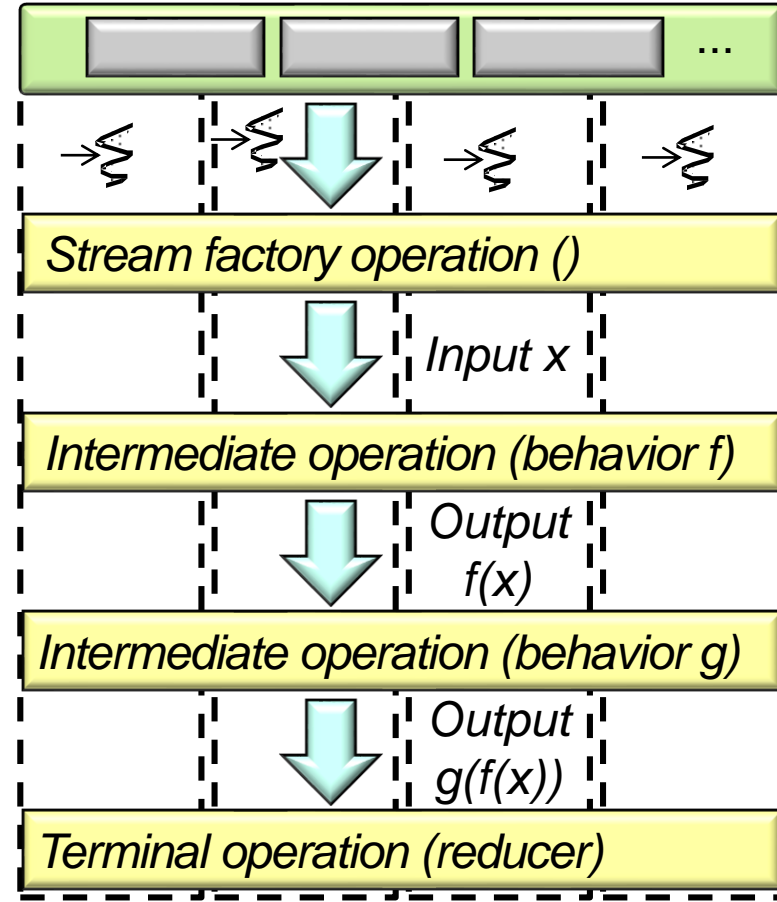 ...
Stream factory operation ()
Input x
Intermediate operation (behavior f)
Output
f(x)
Intermediate operation (behavior g)
Output
g(f(x))
Terminal operation (reducer)